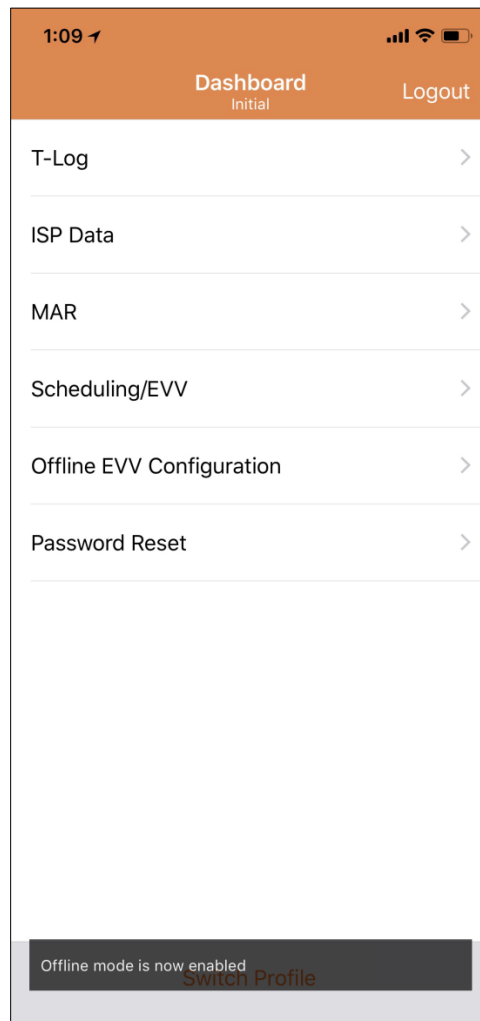 1:09
Dashboard
Initial
Logout
T-Log
ISP Data
MAR
Scheduling/EVV
Offline EVV Configuration
Password Reset
Offline mode is now enabled
Switch Profile